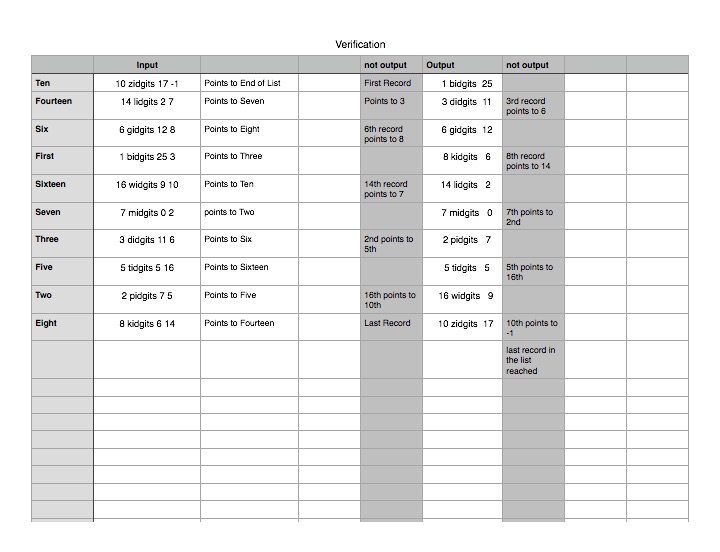 Verification
Input not output Output not output
Ten 10 zidgits 17 -1 Points to End of List First Record 1 bidgits 25
Fourteen 14 lidgits 2 7 Points to Seven Points to 3 3 didgits 11 3rd record
points to 6
Six 6 gidgits 12 8 Points to Eight 6th record 6 gidgits 12
points to 8
First 1 bidgits 25 3 Points to Three 8 kidgits 6 8th record
points to 14
Sixteen 16 widgits 9 10 Points to Ten 14th record 14 lidgits 2
points to 7
Seven 7 midgits 0 2 points to Two 7 midgits 0 7th points to
2nd
Three 3 didgits 11 6 Points to Six 2nd points to 2 pidgits 7
5th
Five 5 tidgits 5 16 Points to Sixteen 5 tidgits 5 5th points to
16th
Two 2 pidgits 7 5 Points to Five 16th points to 16 widgits 9
10th
Eight 8 kidgits 6 14 Points to Fourteen Last Record 10 zidgits 17 10th points to
-1
last record in
the list
reached